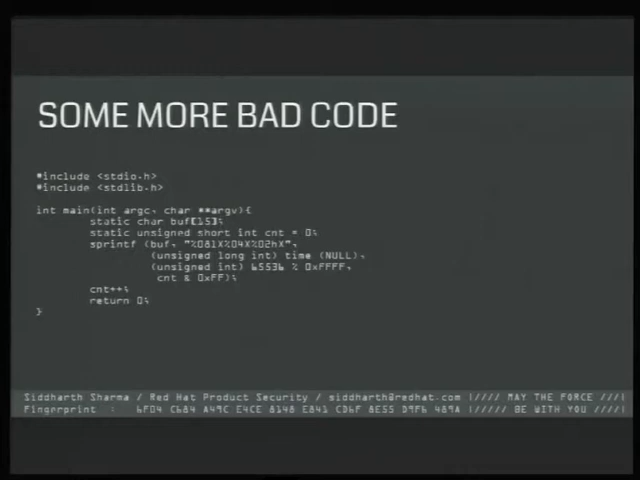 SOME MORE BAD CODE
#include <stdio.h>
#include <stdlib.h>
int main(int argc, char **argv){
static char buf[15];
static unsigned short int cnt = 0;
sprintf (buf, "%08lX%04X%02hX",
(unsigned long int) time (NULL),
(unsigned int) 65536 % 0xFFFF,
cnt & 0xFF);
cnt++;
return 0;
}
Siddharth Sharma / Red Hat Product Security / siddharth@redhat.com (//// MAY THE FORCE ///)
Fingerprint : 6F04 C684 A49C E4CE 8148 E841 CD6F 8E55 D9F6 489A (///// BE WITH YOU ////)